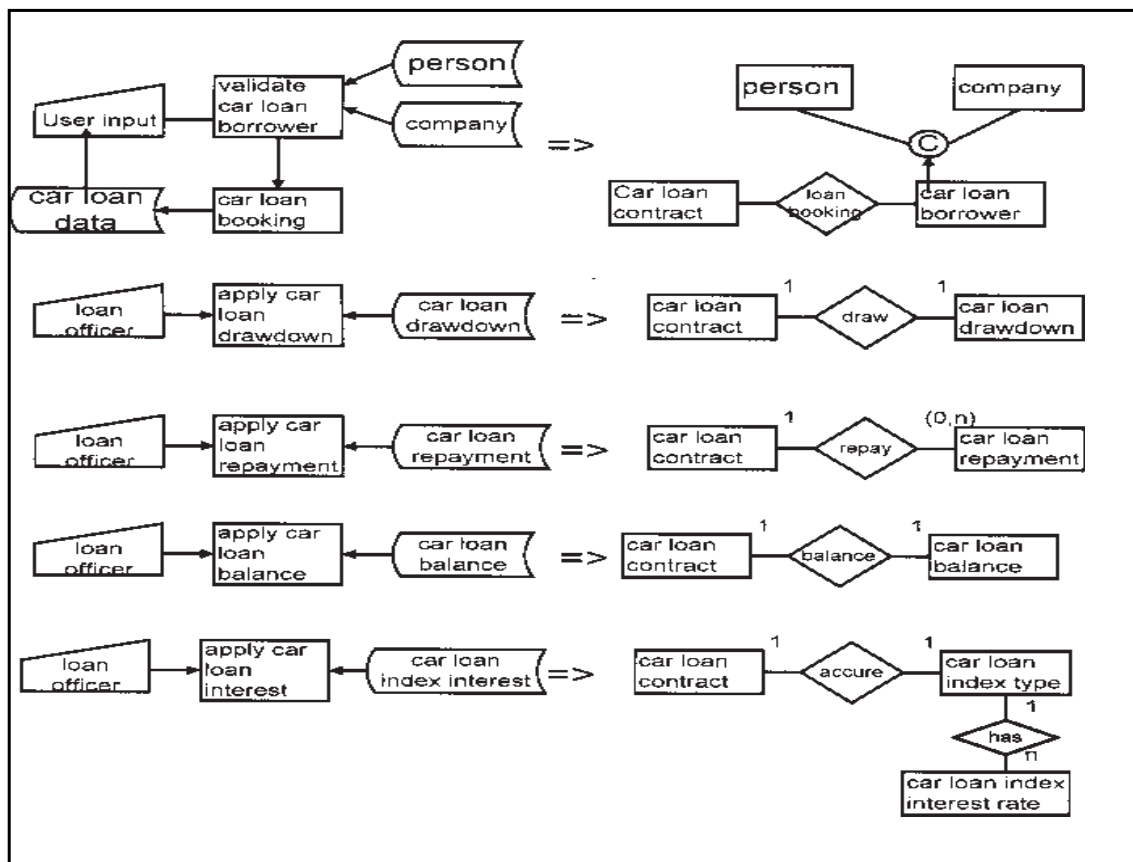 person
validate
car loan
borrower
User input
company
=>
person
company
C
car loan
data
car loan
booking
Car loan
contract
loan
booking
car loan
borrower
loan
officer
apply car
loan
drawdown
car loan
drawdown
=>
car loan
contract
1
draw
1
car loan
drawdown
loan
officer
apply car
loan
repayment
car loan
repayment
=>
car loan
contract
1
repay
(0,n)
car loan
repayment
loan
officer
apply car
loan
balance
car loan
balance
=>
car loan
contract
1
balance
1
car loan
balance
loan
officer
apply car
loan
interest
car loan
index interest
=>
car loan
contract
1
accure
1
car loan
index type
1
has
n
car loan index
interest rate